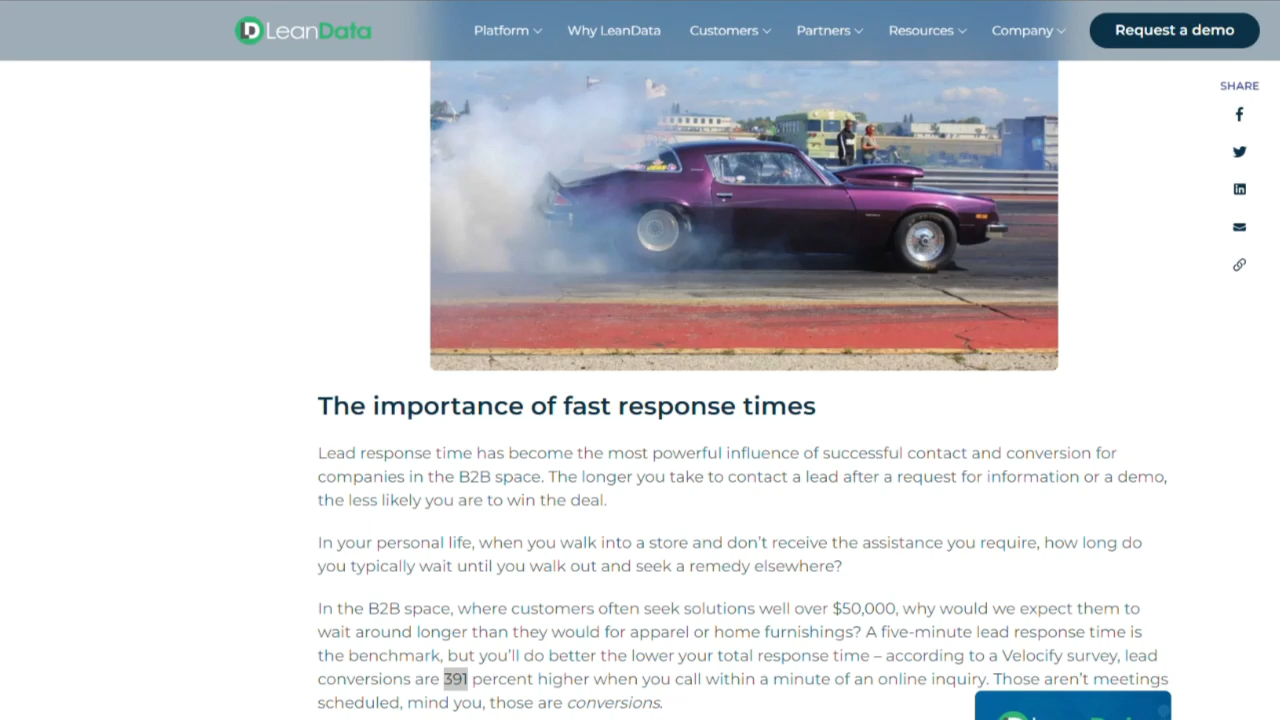 LeanData
Platform
Why LeanData
Customers
Partners
Resources
Company
Request a demo
SHARE
The importance of fast response times
Lead response time has become the most powerful influence of successful contact and conversion for
companies in the B2B space. The longer you take to contact a lead after a request for information or a demo,
the less likely you are to win the deal.
In your personal life, when you walk into a store and don’t receive the assistance you require, how long do
you typically wait until you walk out and seek a remedy elsewhere?
In the B2B space, where customers often seek solutions well over $50,000, why would we expect them to
wait around longer than they would for apparel or home furnishings? A five-minute lead response time is
the benchmark, but you’ll do better the lower your total response time – according to a Velocify survey, lead
conversions are 391 percent higher when you call within a minute of an online inquiry. Those aren’t meetings
scheduled, mind you, those are conversions.